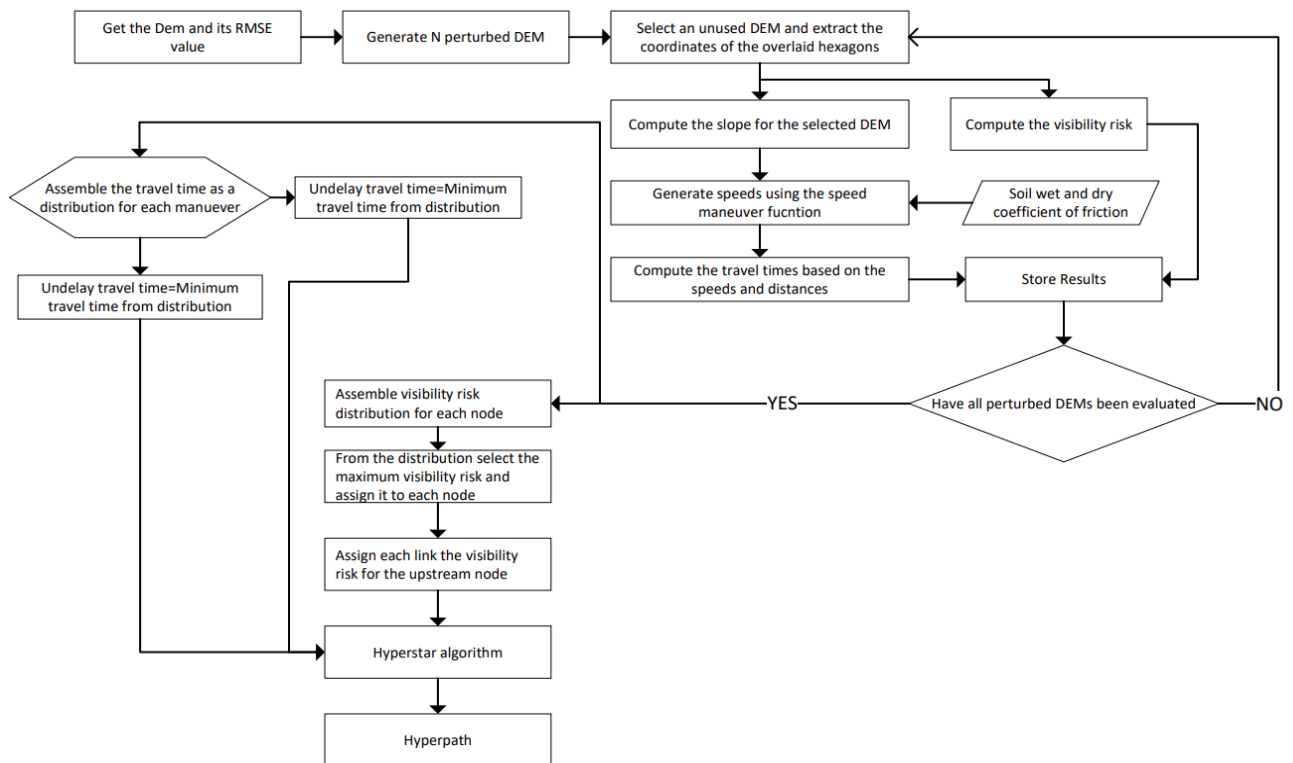 Get the Dem and its RMSE
value
Generate N perturbed DEM
Select an unused DEM and extract the
coordinates of the overlaid hexagons
Compute the slope for the selected DEM
Compute the visibility risk
Assemble the travel time as a
distribution for each manuever
Undelay travel time=Minimum
travel time from distribution
Generate speeds using the speed
maneuver fucntion
Soil wet and dry
coefficient of friction
Undelay travel time=Minimum
travel time from distribution
Compute the travel times based on the
speeds and distances
Store Results
Assemble visibility risk
distribution for each node
YES
Have all perturbed DEMs been evaluated
NO
From the distribution select the
maximum visibility risk and
assign it to each node
Assign each link the visibility
risk for the upstream node
Hyperstar algorithm
Hyperpath